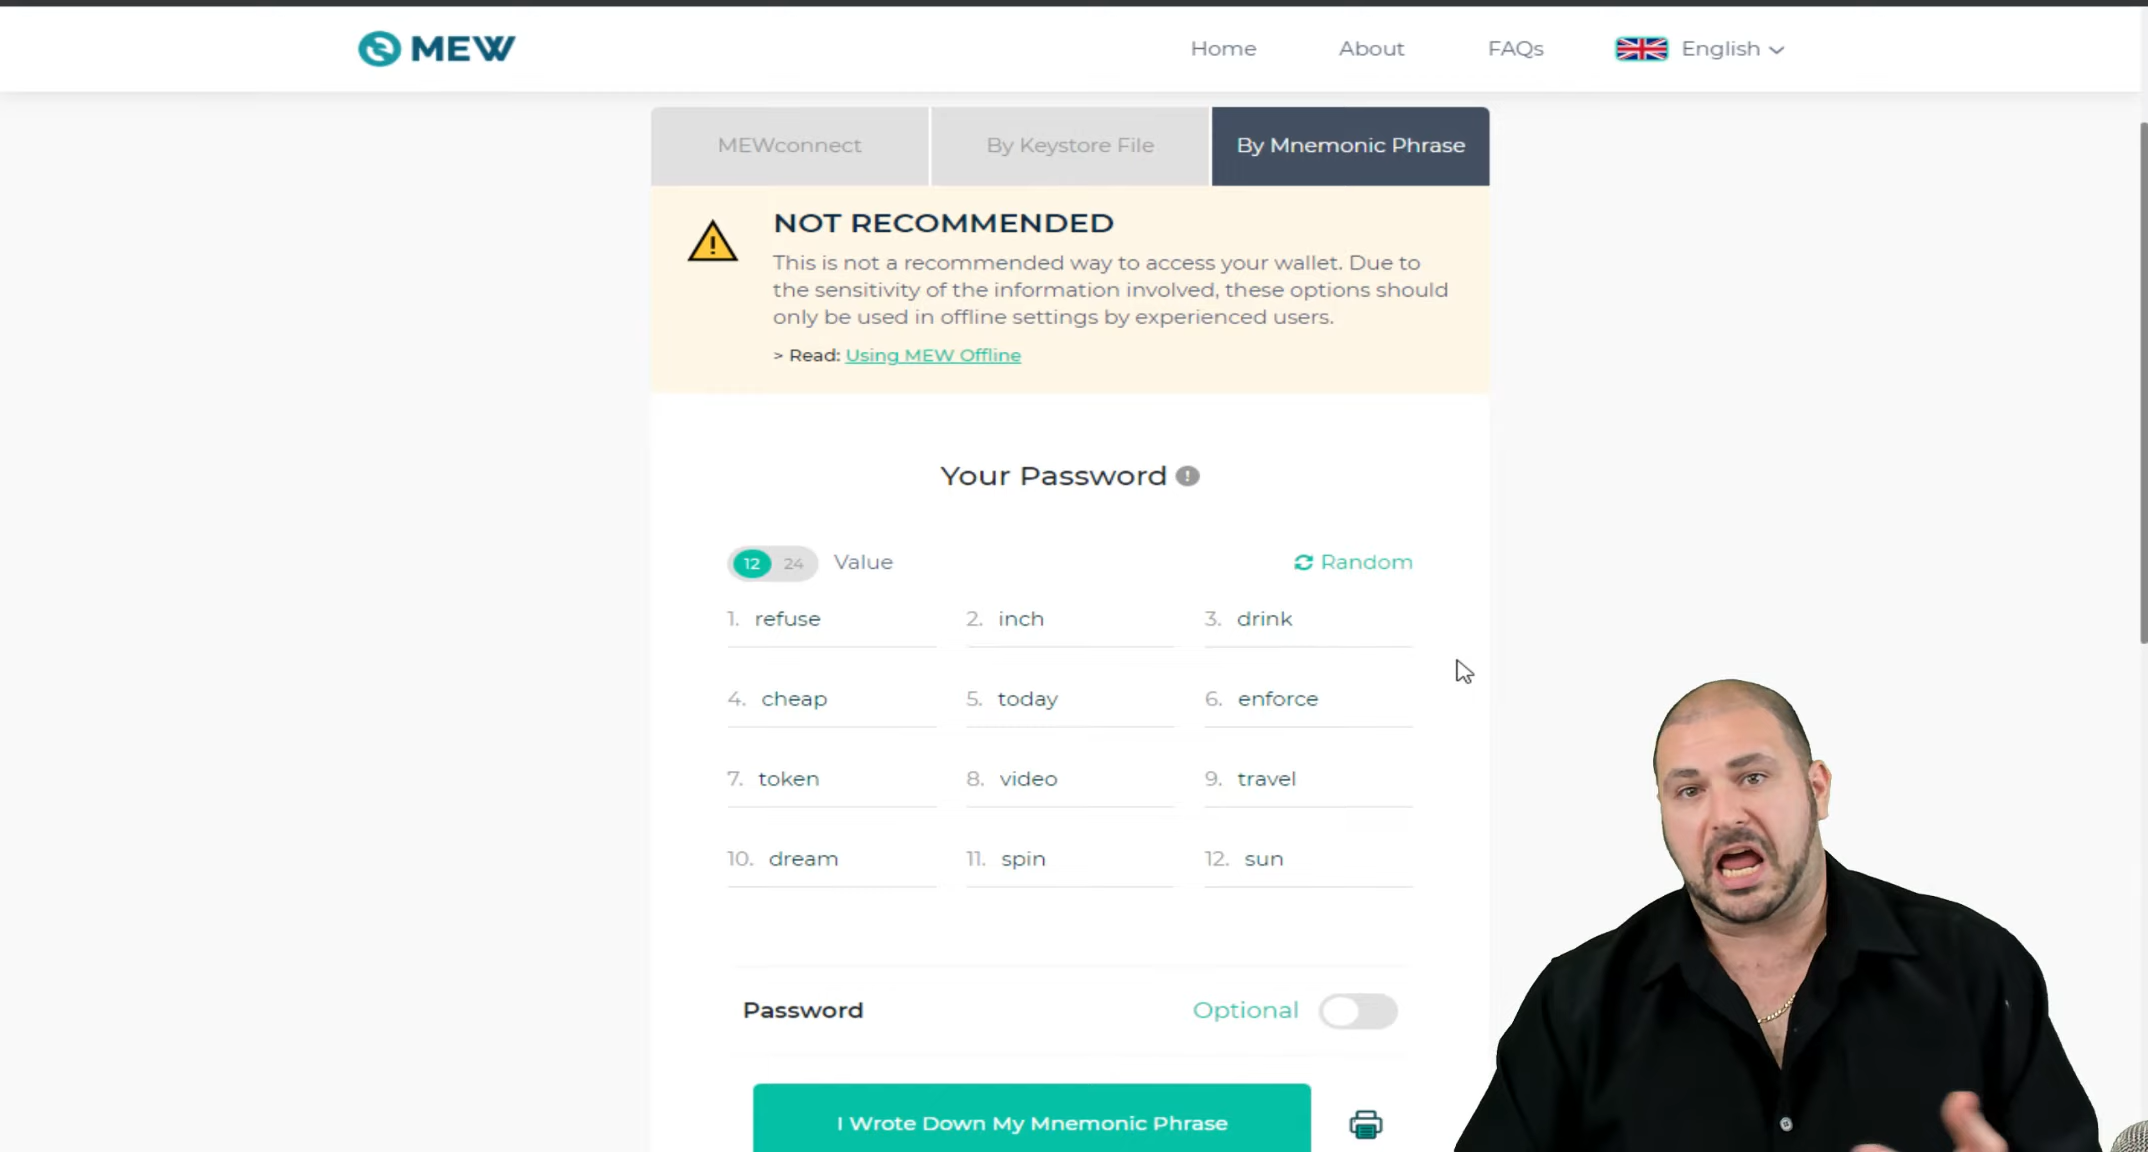 MEW
Home About FAQs English
MEWconnect By Keystore File By Mnemonic Phrase
NOT RECOMMENDED
This is not a recommended way to access your wallet. Due to
the sensitivity of the information involved, these options should
only be used in offline settings by experienced users.
> Read: Using MEW Offline
Your Password
12 24 Value Random
1. refuse 2. inch 3. drink
4. cheap 5. today 6. enforce
7. token 8. video 9. travel
10. dream 11. spin 12. sun
Password Optional
I Wrote Down My Mnemonic Phrase